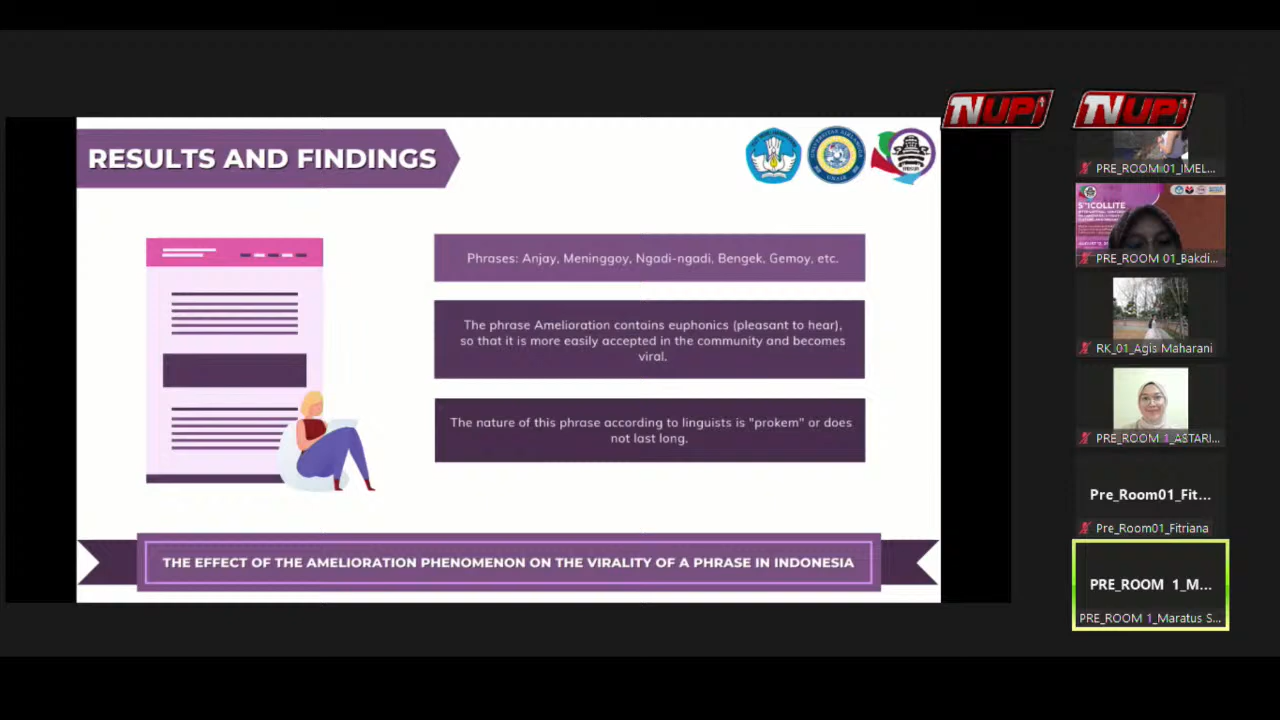 RESULTS AND FINDINGS
Phrases: Anjay, Meninggoy, Ngadi-ngadi, Bengek, Gemoy, etc.
The phrase Amelioration contains euphonics (pleasant to hear),
so that it is more easily accepted in the community and becomes
viral.
The nature of this phrase according to linguists is "prokem" or does
not last long.
THE EFFECT OF THE AMELIORATION PHENOMENON ON THE VIRALITY OF A PHRASE IN INDONESIA
TVUPI
TVUPI
PRE_ROOM 01_IMEL...
PRE_ROOM 01_Bakdi...
RK_01_Agis Maharani
PRE_ROOM 1_ASTARI...
Pre_Room01_Fit...
Pre_Room01_Fitriana
PRE_ROOM 1_M...
PRE_ROOM 1_Maratus S...